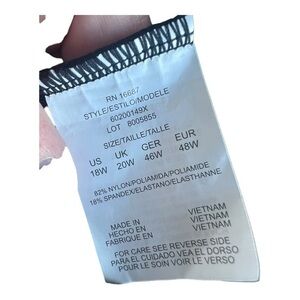 RN 16667
STYLE/ESTILO/MODELE
60200149X
LOT 8005855
SIZE/TAILLE/TALLE
US UK GER EUR
18W 20W 46W 48W
82% NYLON/POLIAMIDA/POLIAMIDE
18% SPANDEX/ELASTANO/ELASTHANNE
MADE IN VIETNAM
HECHO EN VIETNAM
FABRIQUE EN VIETNAM
FOR CARE SEE REVERSE SIDE
PARA EL CUIDADO VEA EL DORSO
POUR LE SOIN VOIR LE VERSO